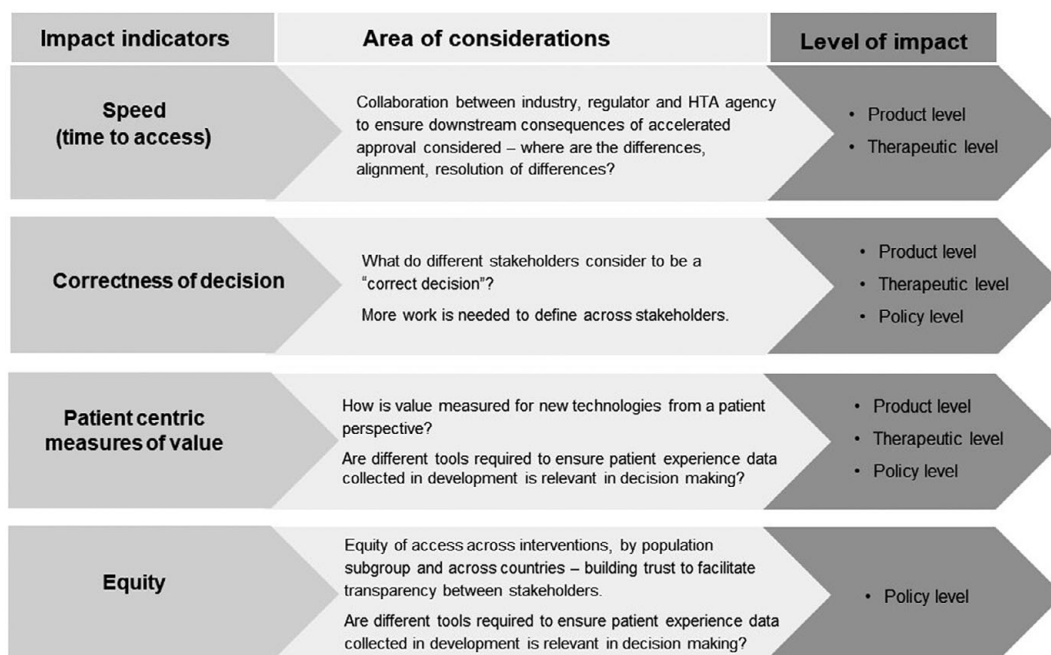 Impact indicators
Area of considerations
Level of impact
Speed
(time to access)
Collaboration between industry, regulator and HTA agency
to ensure downstream consequences of accelerated
approval considered – where are the differences,
alignment, resolution of differences?
• Product level
• Therapeutic level
Correctness of decision
What do different stakeholders consider to be a
“correct decision”?
More work is needed to define across stakeholders.
• Product level
• Therapeutic level
• Policy level
Patient centric
measures of value
How is value measured for new technologies from a patient
perspective?
Are different tools required to ensure patient experience data
collected in development is relevant in decision making?
• Product level
• Therapeutic level
• Policy level
Equity
Equity of access across interventions, by population
subgroup and across countries – building trust to facilitate
transparency between stakeholders.
Are different tools required to ensure patient experience data
collected in development is relevant in decision making?
• Policy level